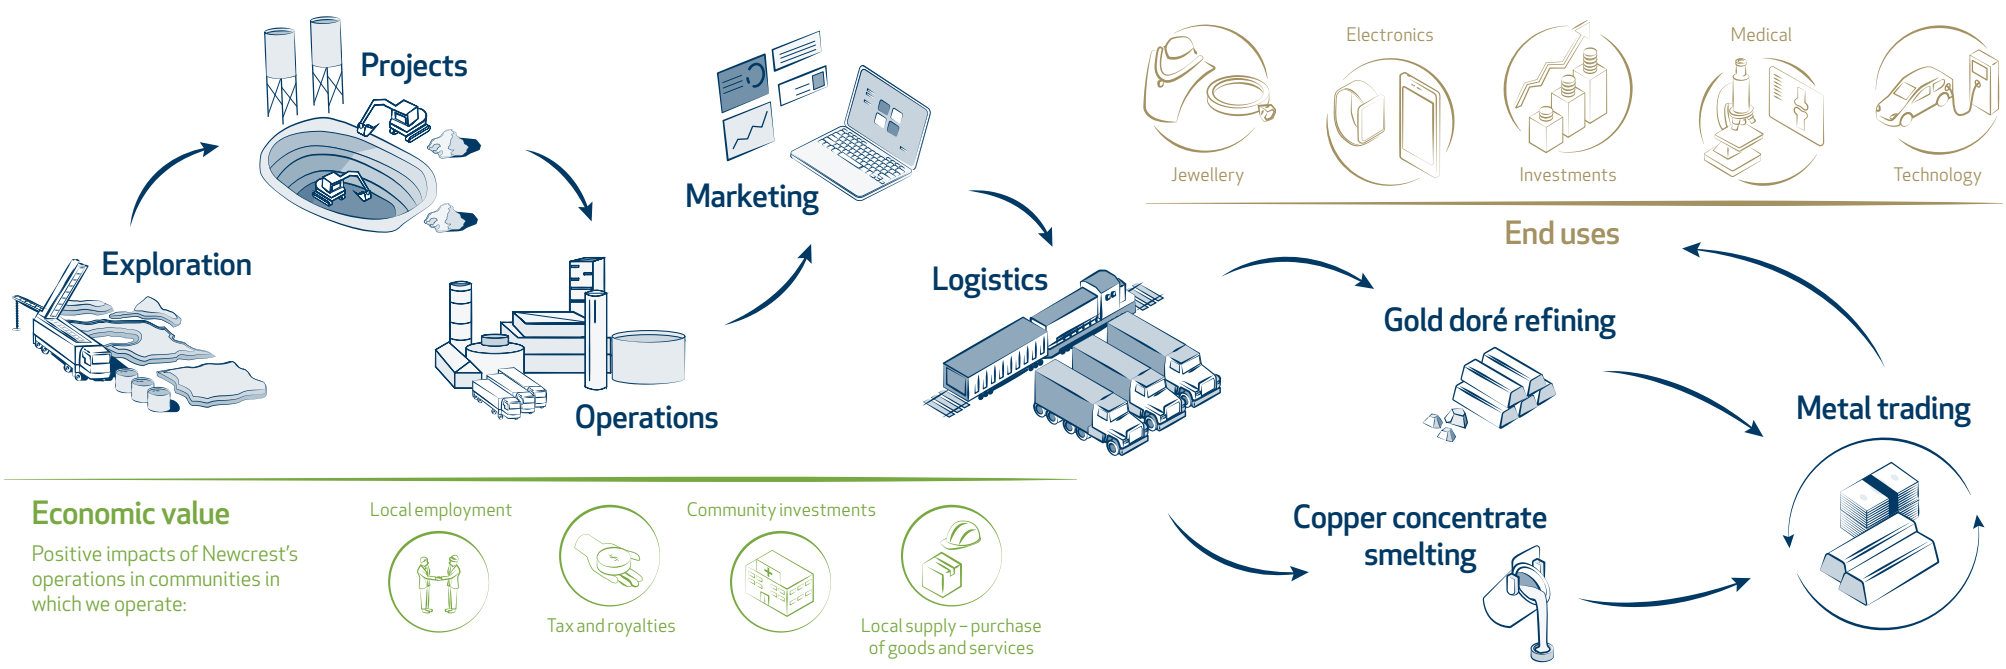 Projects
Exploration
Operations
Marketing
Logistics
Jewellery
Electronics
Investments
Medical
Technology
End uses
Gold doré refining
Metal trading
Copper concentrate
smelting
Economic value
Positive impacts of Newcrest’s
operations in communities in
which we operate:
Local employment
Tax and royalties
Community investments
Local supply – purchase
of goods and services